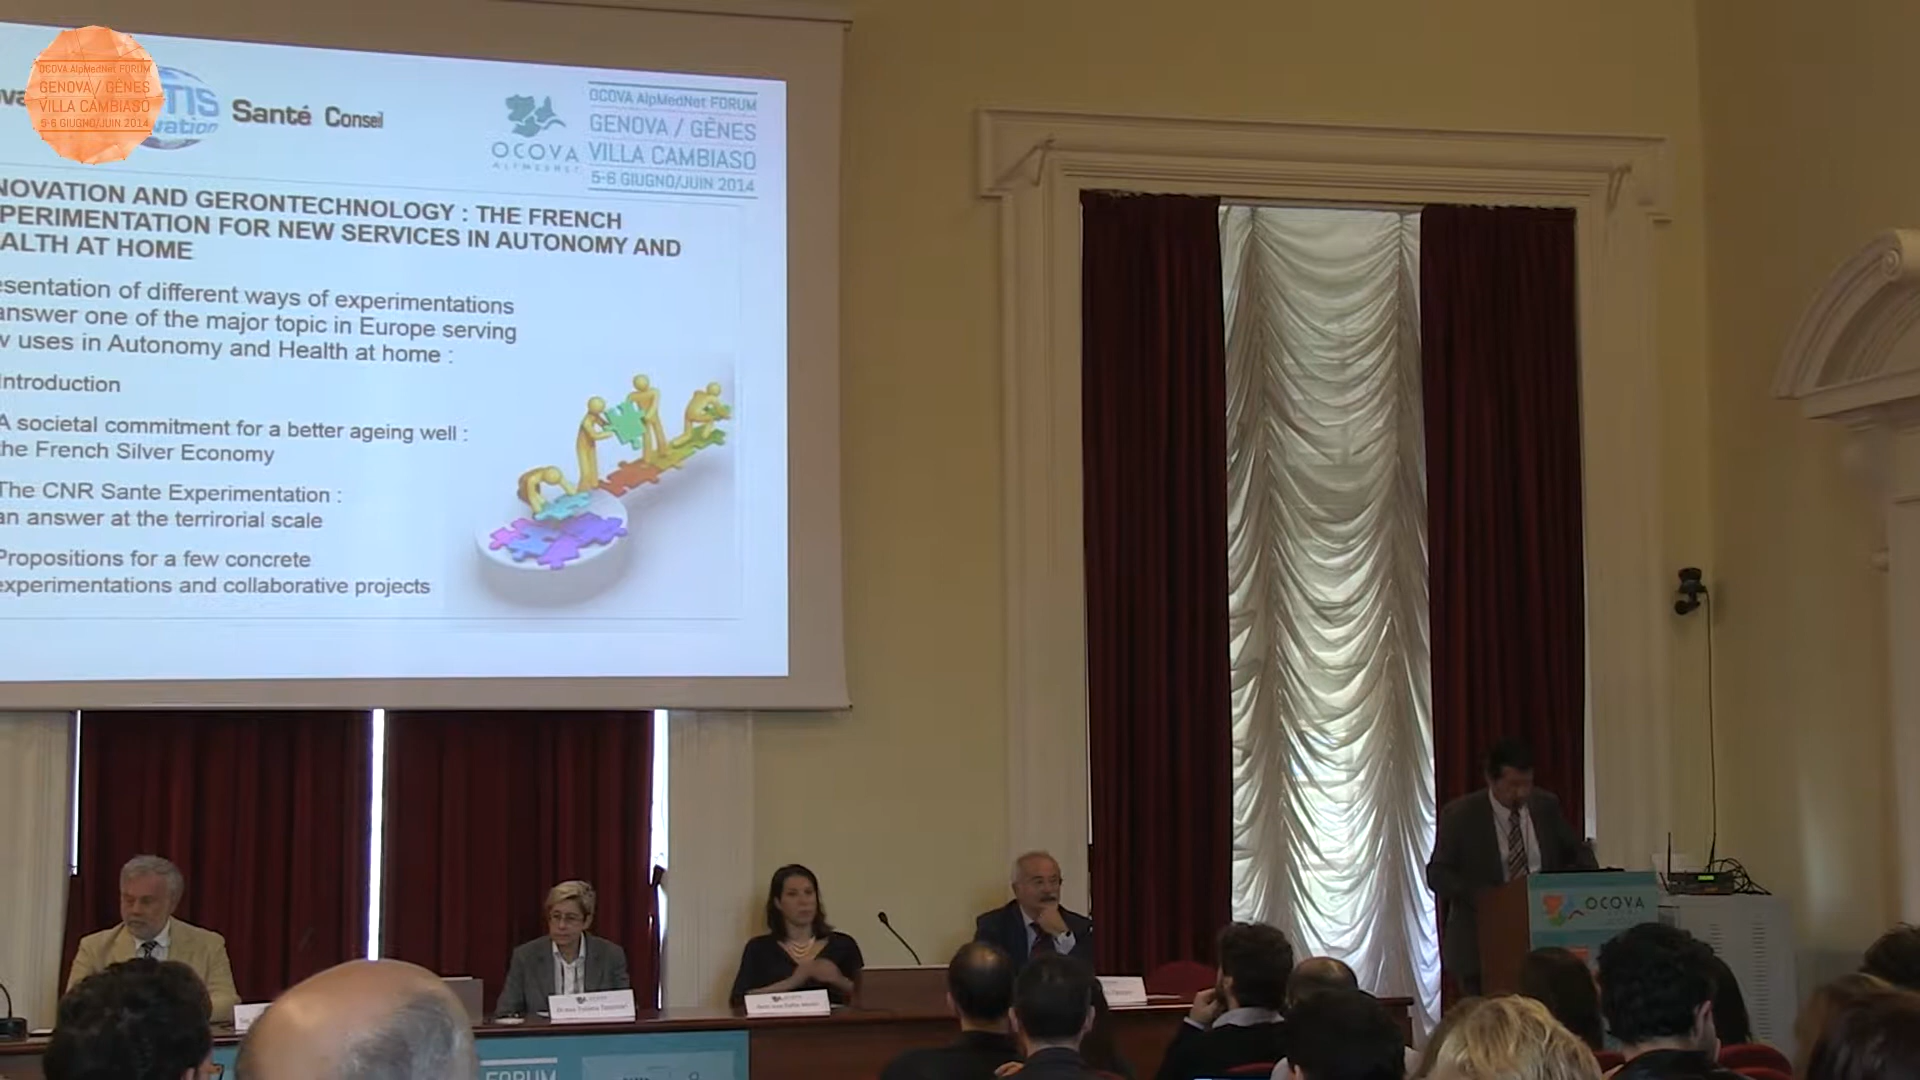 OCOVA AlpMedNet FORUM
GENOVA / GÊNES
VILLA CAMBIASO
5-6 GIUGNO/JUIN 2014
Santé Conseil
OCOVA
ALPMEDNET
OCOVA AlpMedNet FORUM
GENOVA / GÊNES
VILLA CAMBIASO
5-6 GIUGNO/JUIN 2014
NOVATION AND GERONTECHNOLOGY : THE FRENCH
PERIMENTATION FOR NEW SERVICES IN AUTONOMY AND
ALTH AT HOME
esentation of different ways of experimentations
answer one of the major topic in Europe serving
w uses in Autonomy and Health at home :
Introduction
A societal commitment for a better ageing well :
the French Silver Economy
The CNR Sante Experimentation :
an answer at the terrirorial scale
Propositions for a few concrete
experimentations and collaborative projects
OCOVA
FORUM